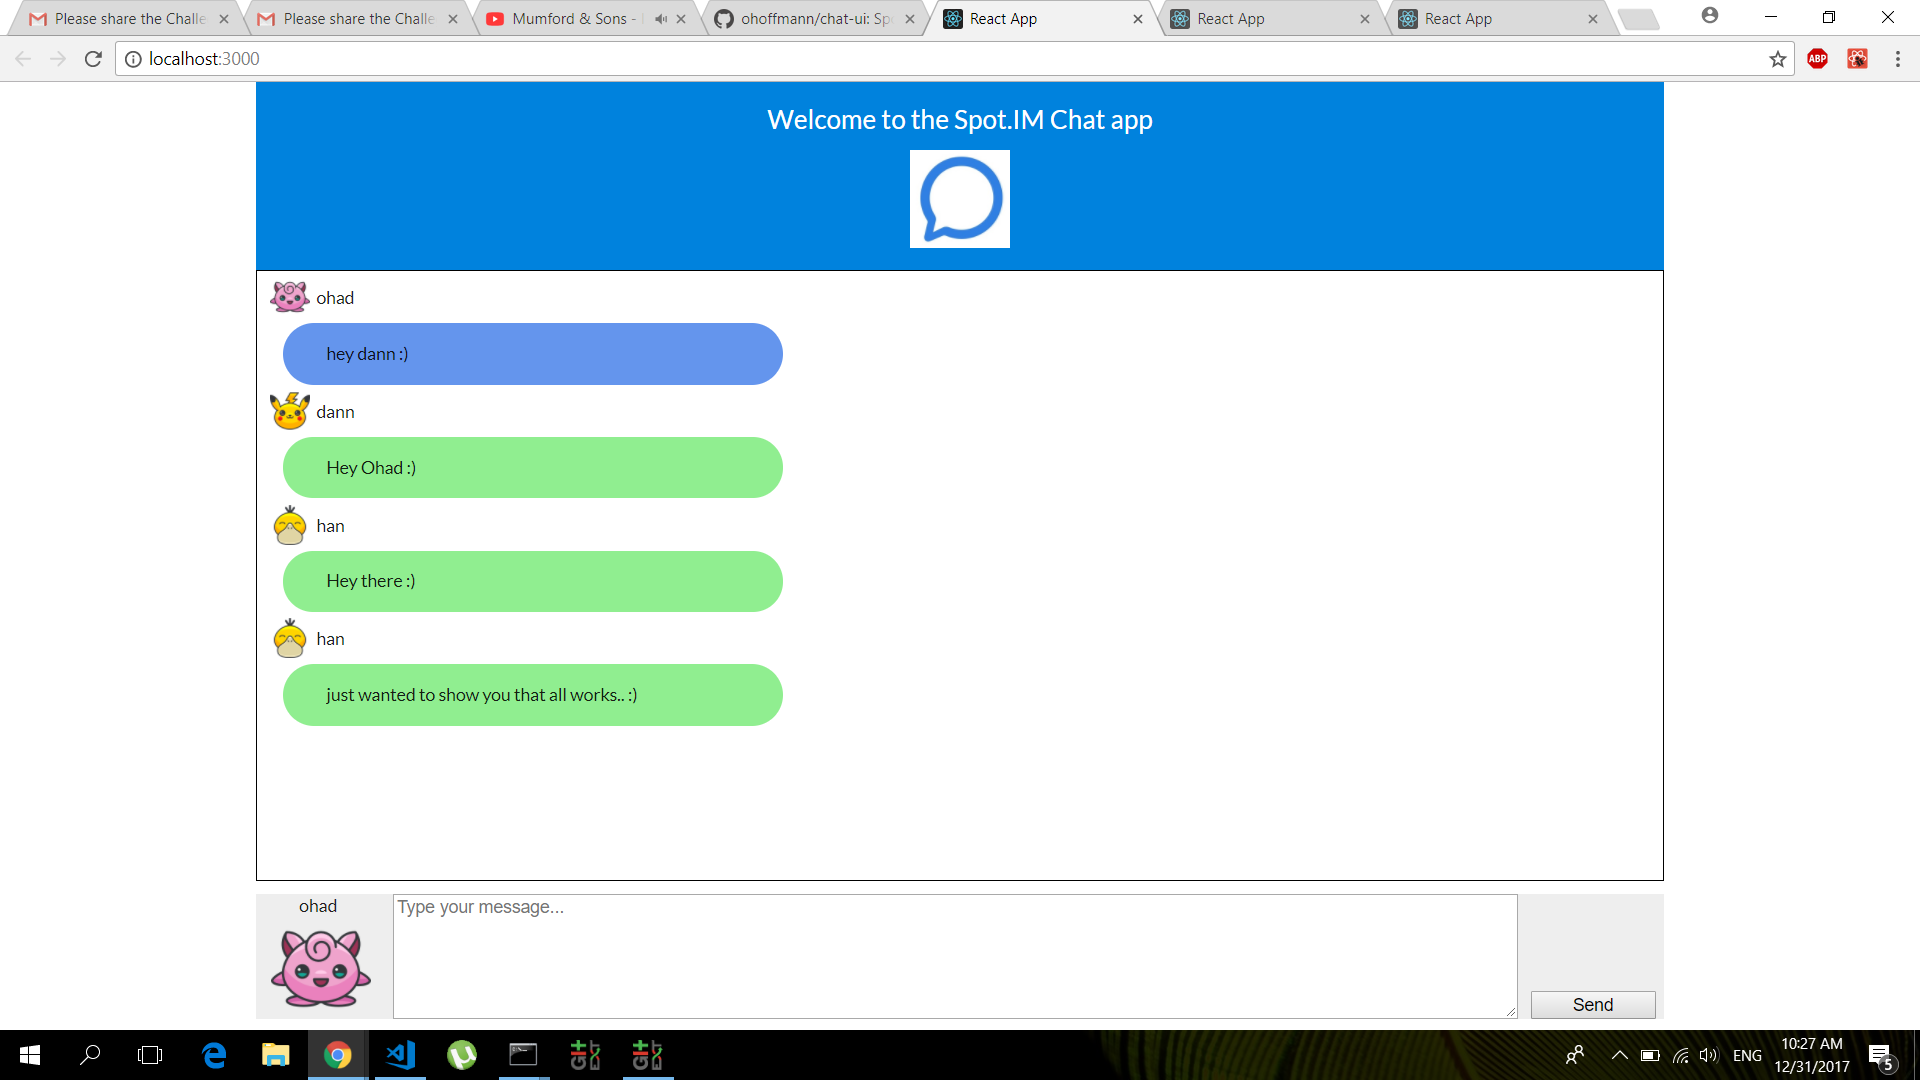 Please share the Challe
Please share the Challe
Mumford & Sons -
ohoffmann/chat-ui: Spo
React App
React App
React App
localhost:3000
ABP
Welcome to the Spot.IM Chat app
ohad
hey dann :)
dann
Hey Ohad :)
han
Hey there :)
han
just wanted to show you that all works.. :)
ohad
Type your message...
Send
ENG
10:27 AM
12/31/2017
5